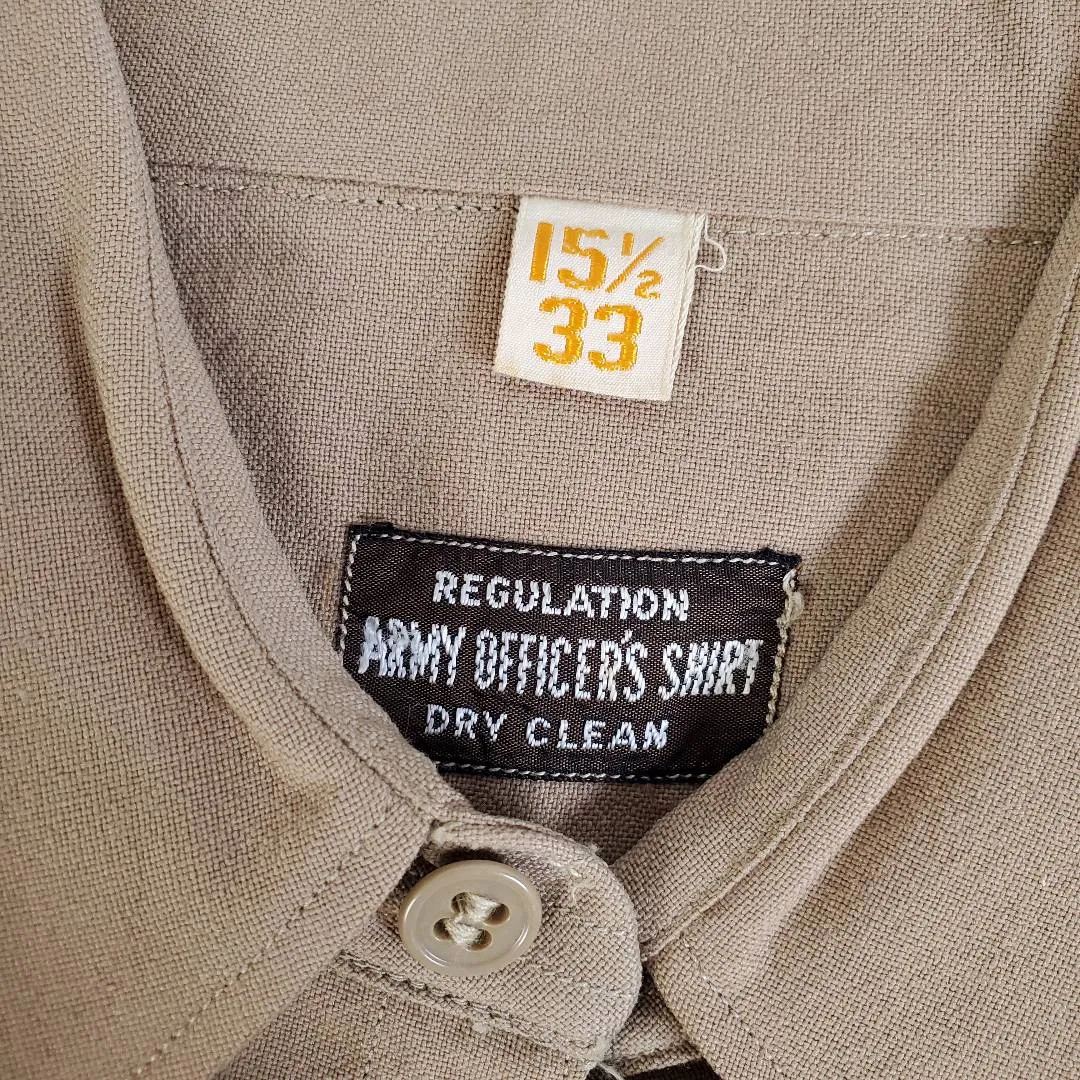 15½
33
REGULATION
ARMY OFFICER'S SHIRT
DRY CLEAN